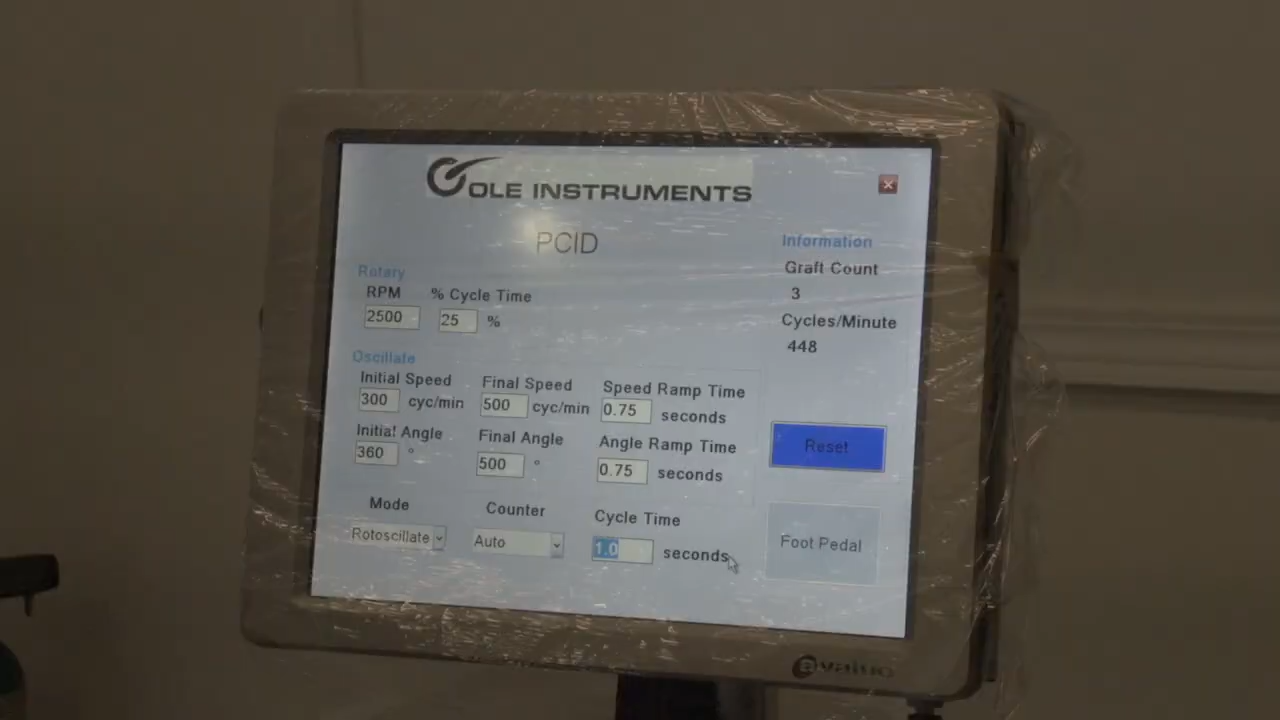 COLE INSTRUMENTS
PCID
Information
Graft Count
3
Cycles/Minute
448
Rotary
RPM
% Cycle Time
2500
25 %
Oscillate
Initial Speed
Final Speed
Speed Ramp Time
300 cyc/min
500 cyc/min
0.75 seconds
Initial Angle
Final Angle
Angle Ramp Time
360 °
500 °
0.75 seconds
Reset
Mode
Counter
Cycle Time
Rotoscillate
Auto
1.0 seconds
Foot Pedal
avalue